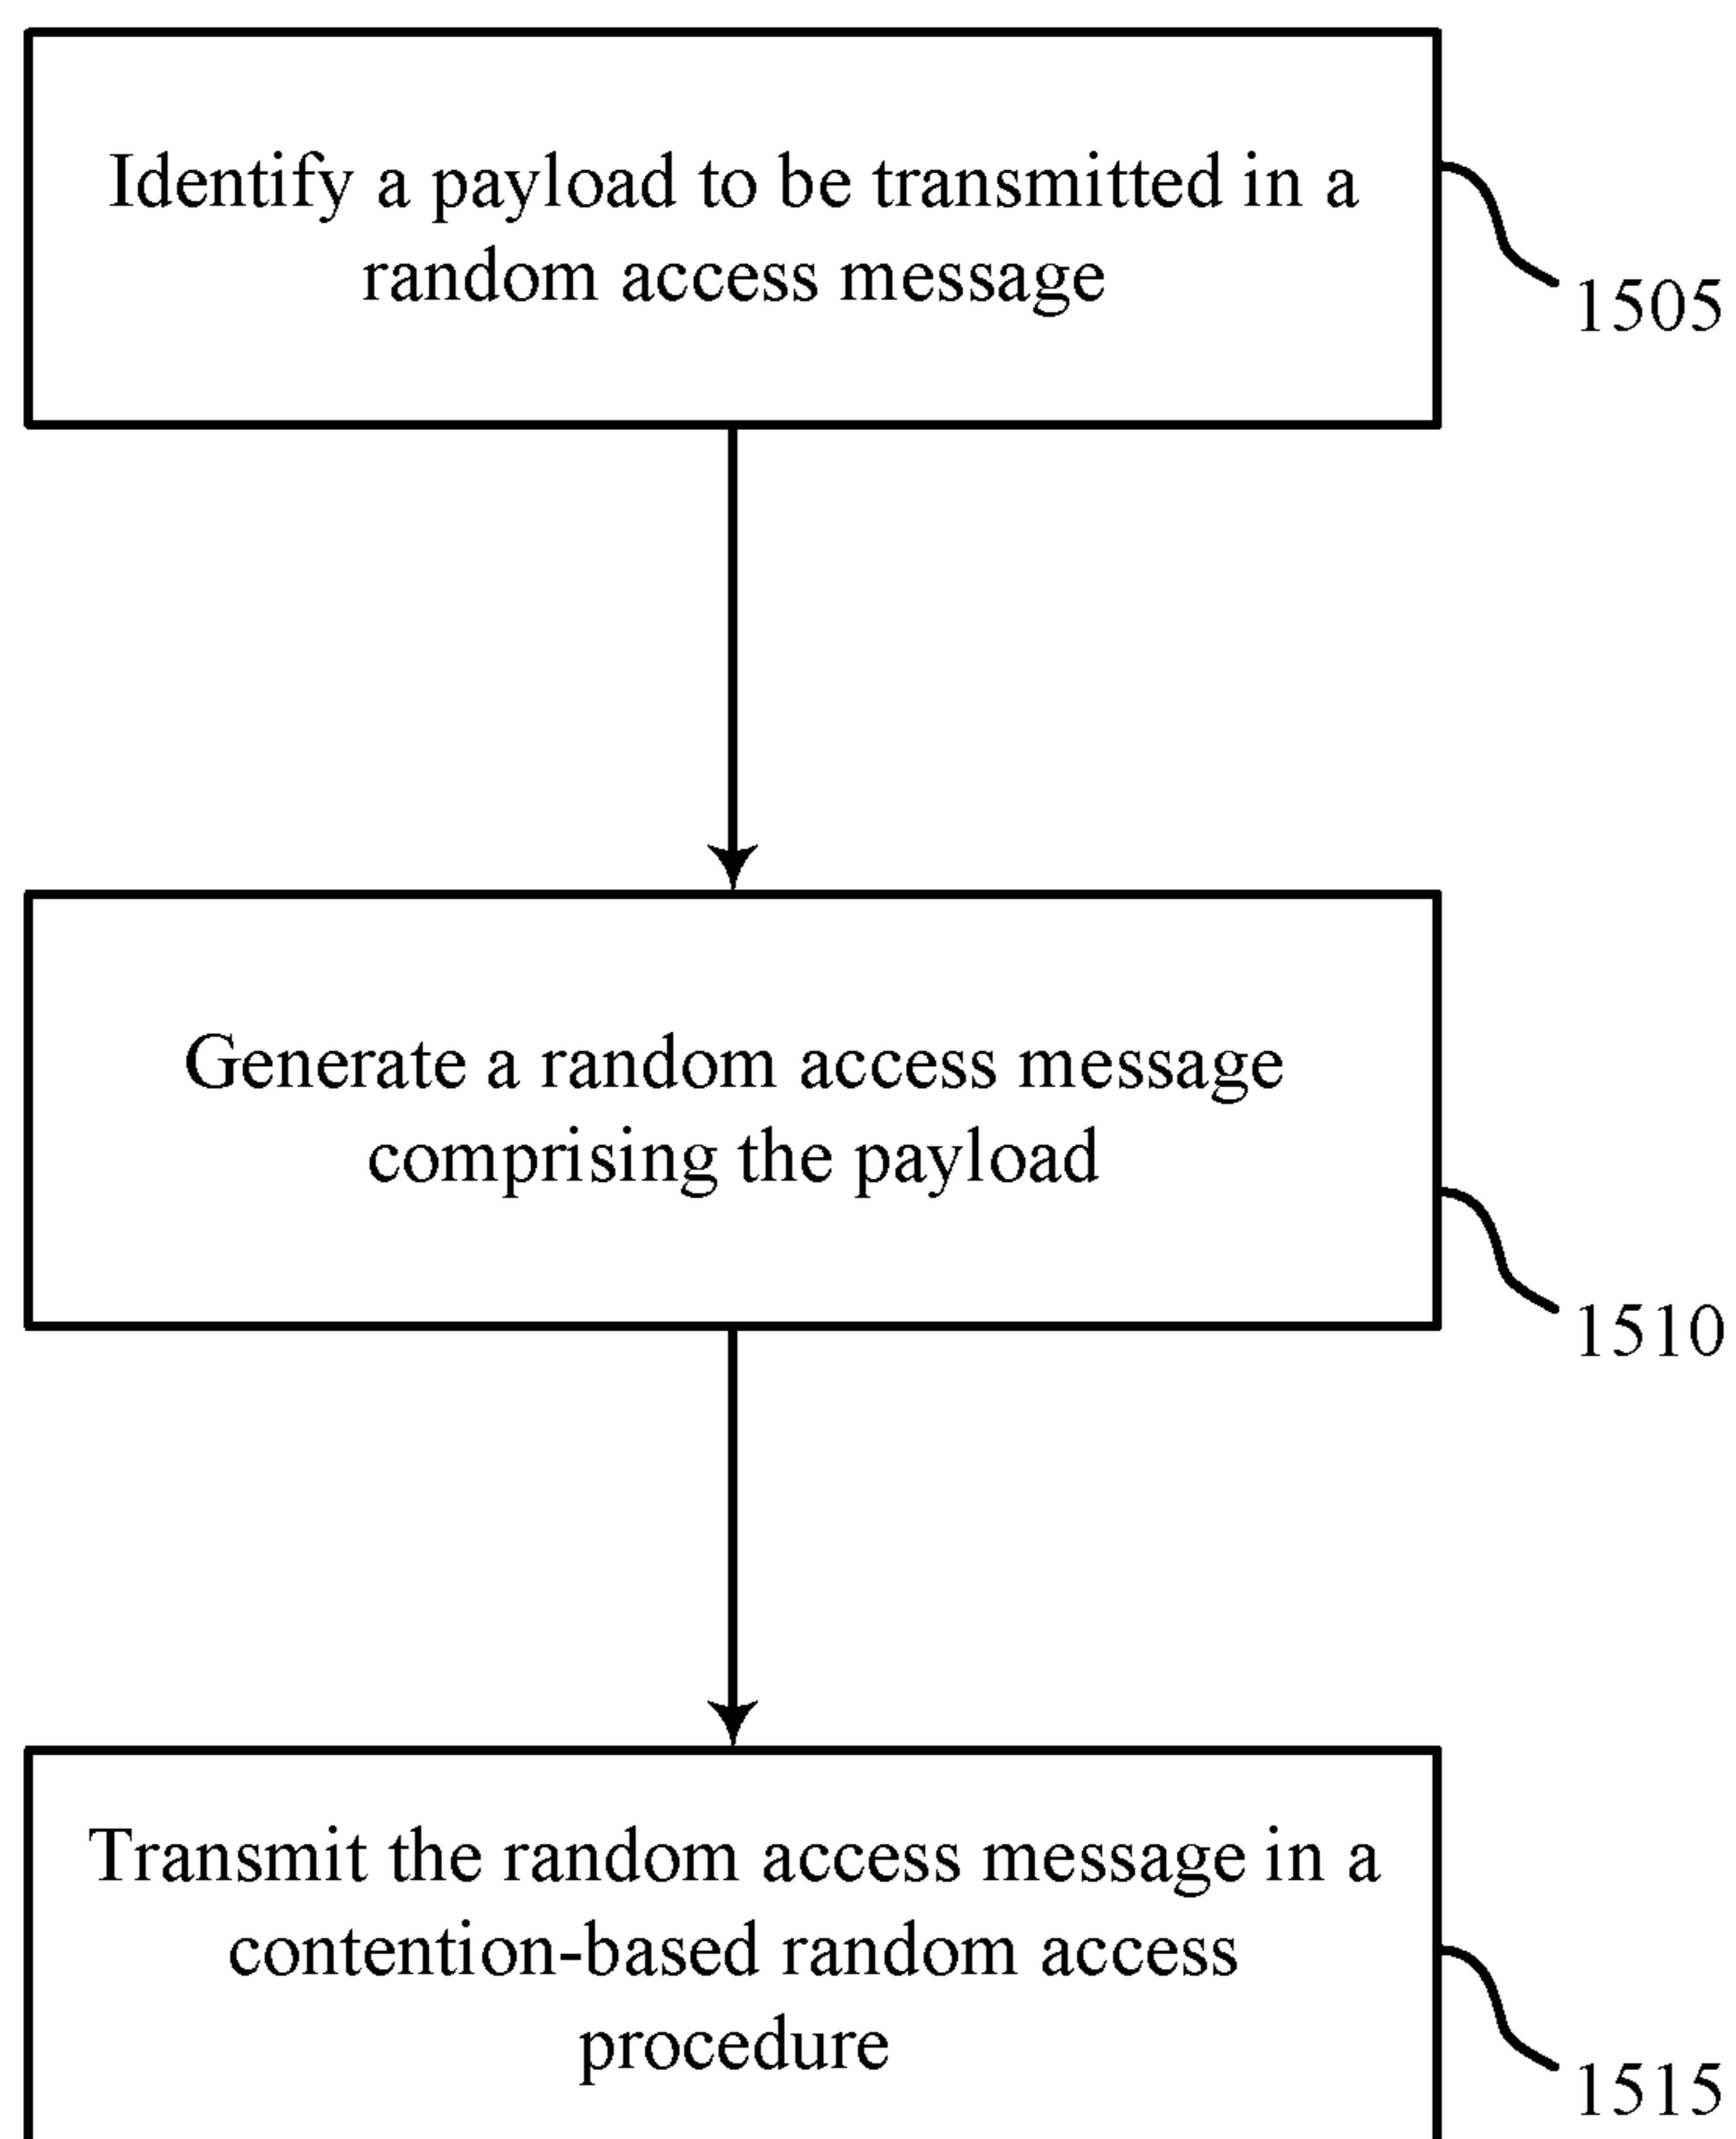 Identify a payload to be transmitted in a
random access message
1505
Generate a random access message
comprising the payload
1510
Transmit the random access message in a
contention-based random access
procedure
1515